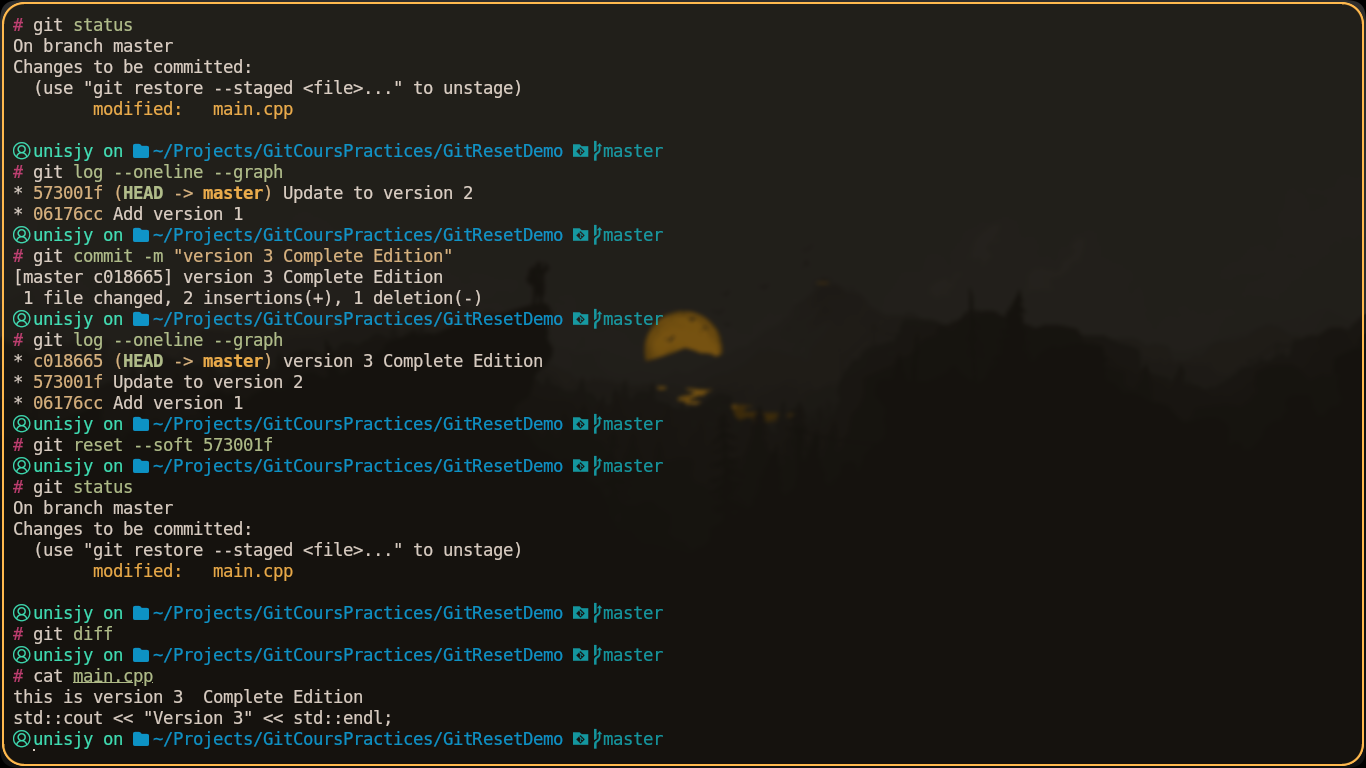 # git status
On branch master
Changes to be committed:
  (use "git restore --staged <file>..." to unstage)
        modified:   main.cpp
unisjy on ~/Projects/GitCoursPractices/GitResetDemo master
# git log --oneline --graph
* 573001f (HEAD -> master) Update to version 2
* 06176cc Add version 1
unisjy on ~/Projects/GitCoursPractices/GitResetDemo master
# git commit -m "version 3 Complete Edition"
[master c018665] version 3 Complete Edition
 1 file changed, 2 insertions(+), 1 deletion(-)
unisjy on ~/Projects/GitCoursPractices/GitResetDemo master
# git log --oneline --graph
* c018665 (HEAD -> master) version 3 Complete Edition
* 573001f Update to version 2
* 06176cc Add version 1
unisjy on ~/Projects/GitCoursPractices/GitResetDemo master
# git reset --soft 573001f
unisjy on ~/Projects/GitCoursPractices/GitResetDemo master
# git status
On branch master
Changes to be committed:
  (use "git restore --staged <file>..." to unstage)
        modified:   main.cpp
unisjy on ~/Projects/GitCoursPractices/GitResetDemo master
# git diff
unisjy on ~/Projects/GitCoursPractices/GitResetDemo master
# cat main.cpp
this is version 3  Complete Edition
std::cout << "Version 3" << std::endl;
unisjy on ~/Projects/GitCoursPractices/GitResetDemo master